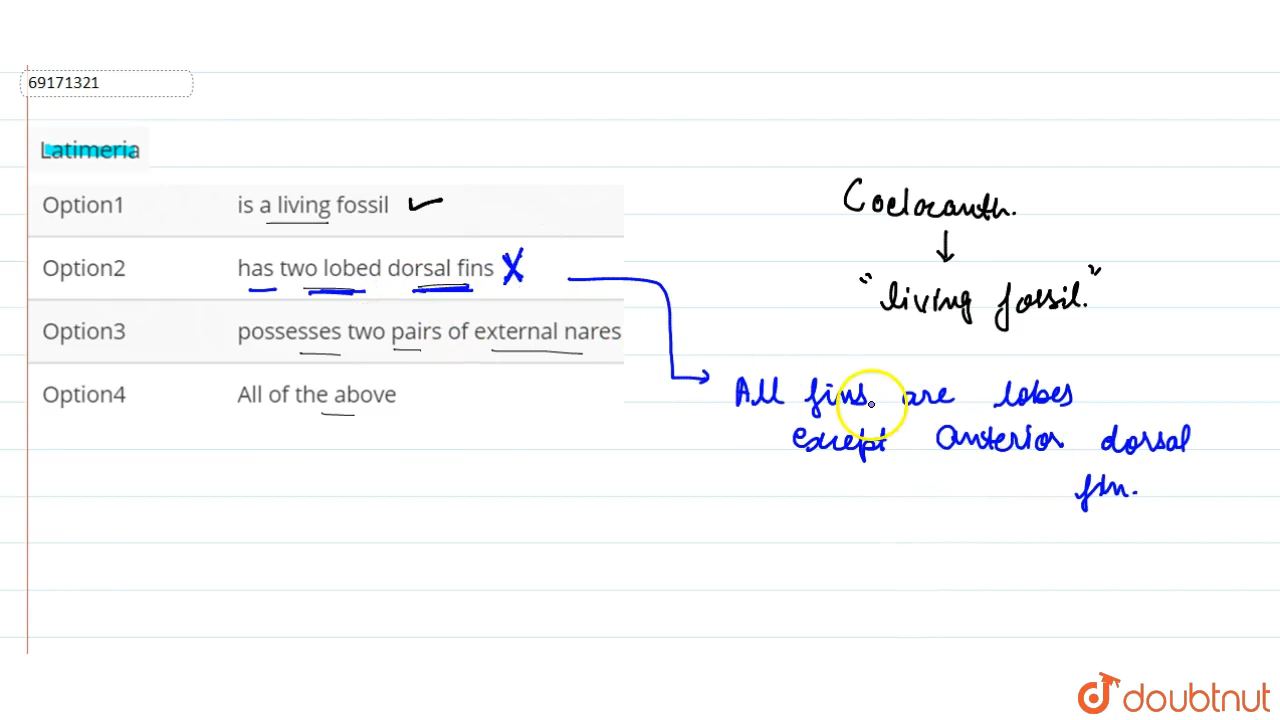 69171321
Latimeria
Option1 is a living fossil
Option2 has two lobed dorsal fins X
Option3 possesses two pairs of external nares
Option4 All of the above
Coelocanth.
"living fossil."
All fins. are lobes
except anterior dorsal
fin.
doubtnut